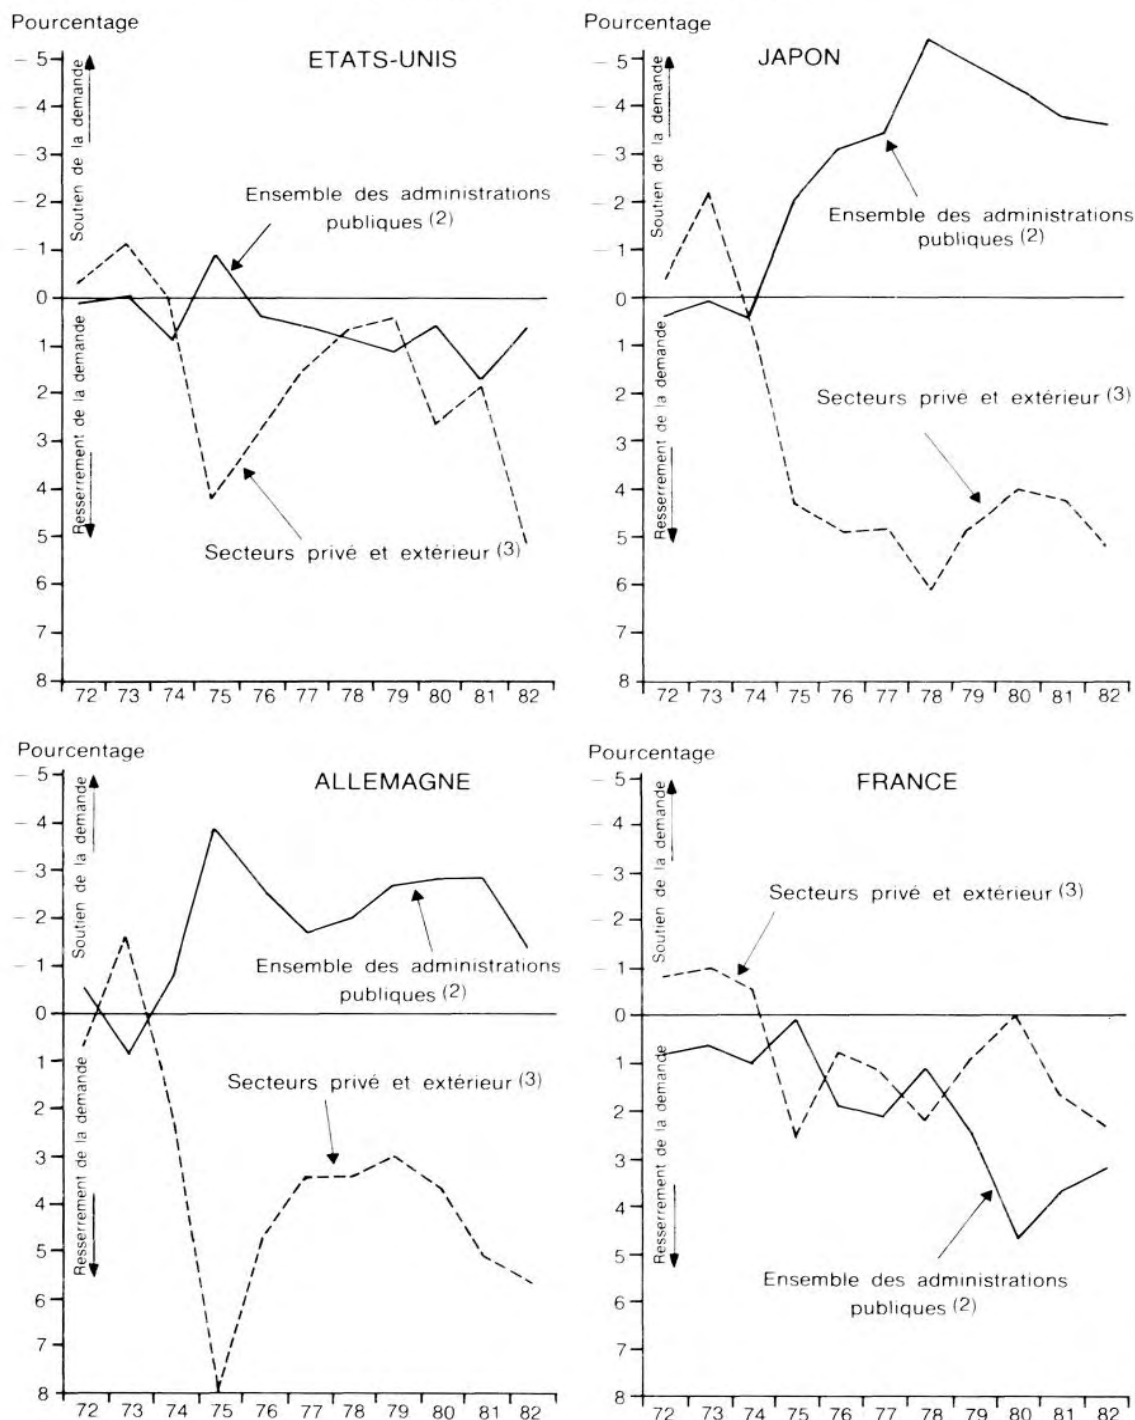 Pourcentage
ETATS-UNIS
Soutien de la demande
Resserrement de la demande
– 5
– 4
– 3
– 2
– 1
0
1
2
3
4
5
6
7
8
Ensemble des administrations
publiques (2)
Secteurs privé et extérieur (3)
72 73 74 75 76 77 78 79 80 81 82
Pourcentage
JAPON
Soutien de la demande
Resserrement de la demande
– 5
– 4
– 3
– 2
– 1
0
1
2
3
4
5
6
7
8
Ensemble des administrations
publiques (2)
Secteurs privé et extérieur (3)
72 73 74 75 76 77 78 79 80 81 82
Pourcentage
ALLEMAGNE
Soutien de la demande
Resserrement de la demande
– 5
– 4
– 3
– 2
– 1
0
1
2
3
4
5
6
7
8
Ensemble des administrations
publiques (2)
Secteurs privé et extérieur (3)
72 73 74 75 76 77 78 79 80 81 82
Pourcentage
FRANCE
Soutien de la demande
Resserrement de la demande
– 5
– 4
– 3
– 2
– 1
0
1
2
3
4
5
6
7
8
Secteurs privé et extérieur (3)
Ensemble des administrations
publiques (2)
72 73 74 75 76 77 78 79 80 81 82